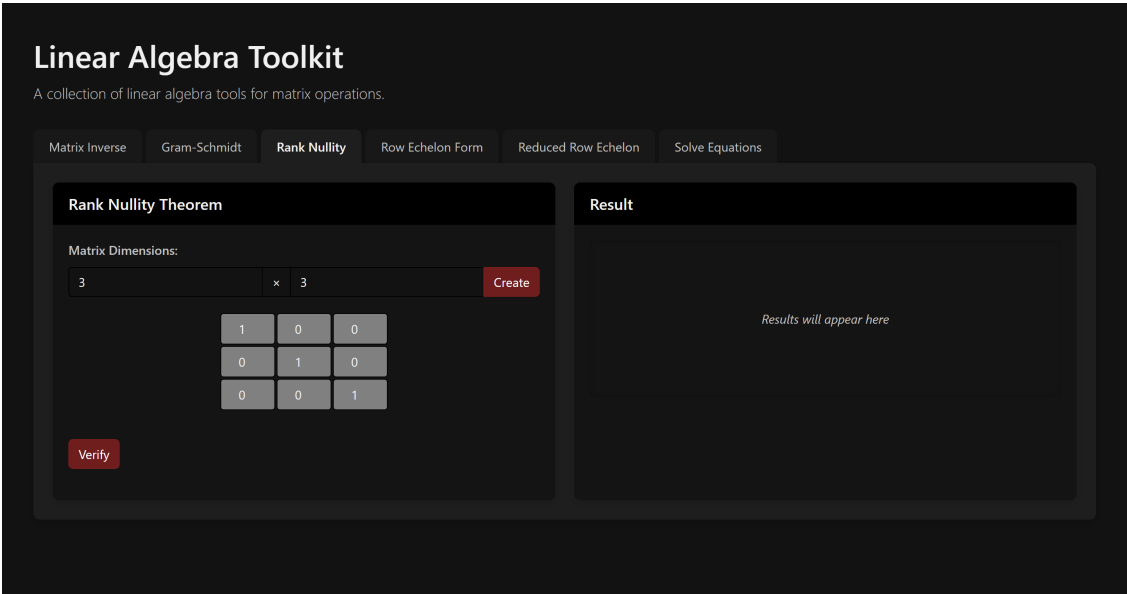 Linear Algebra Toolkit
A collection of linear algebra tools for matrix operations.
Matrix Inverse Gram-Schmidt Rank Nullity Row Echelon Form Reduced Row Echelon Solve Equations
Rank Nullity Theorem
Matrix Dimensions:
3 × 3 Create
1 0 0
0 1 0
0 0 1
Verify
Result
Results will appear here